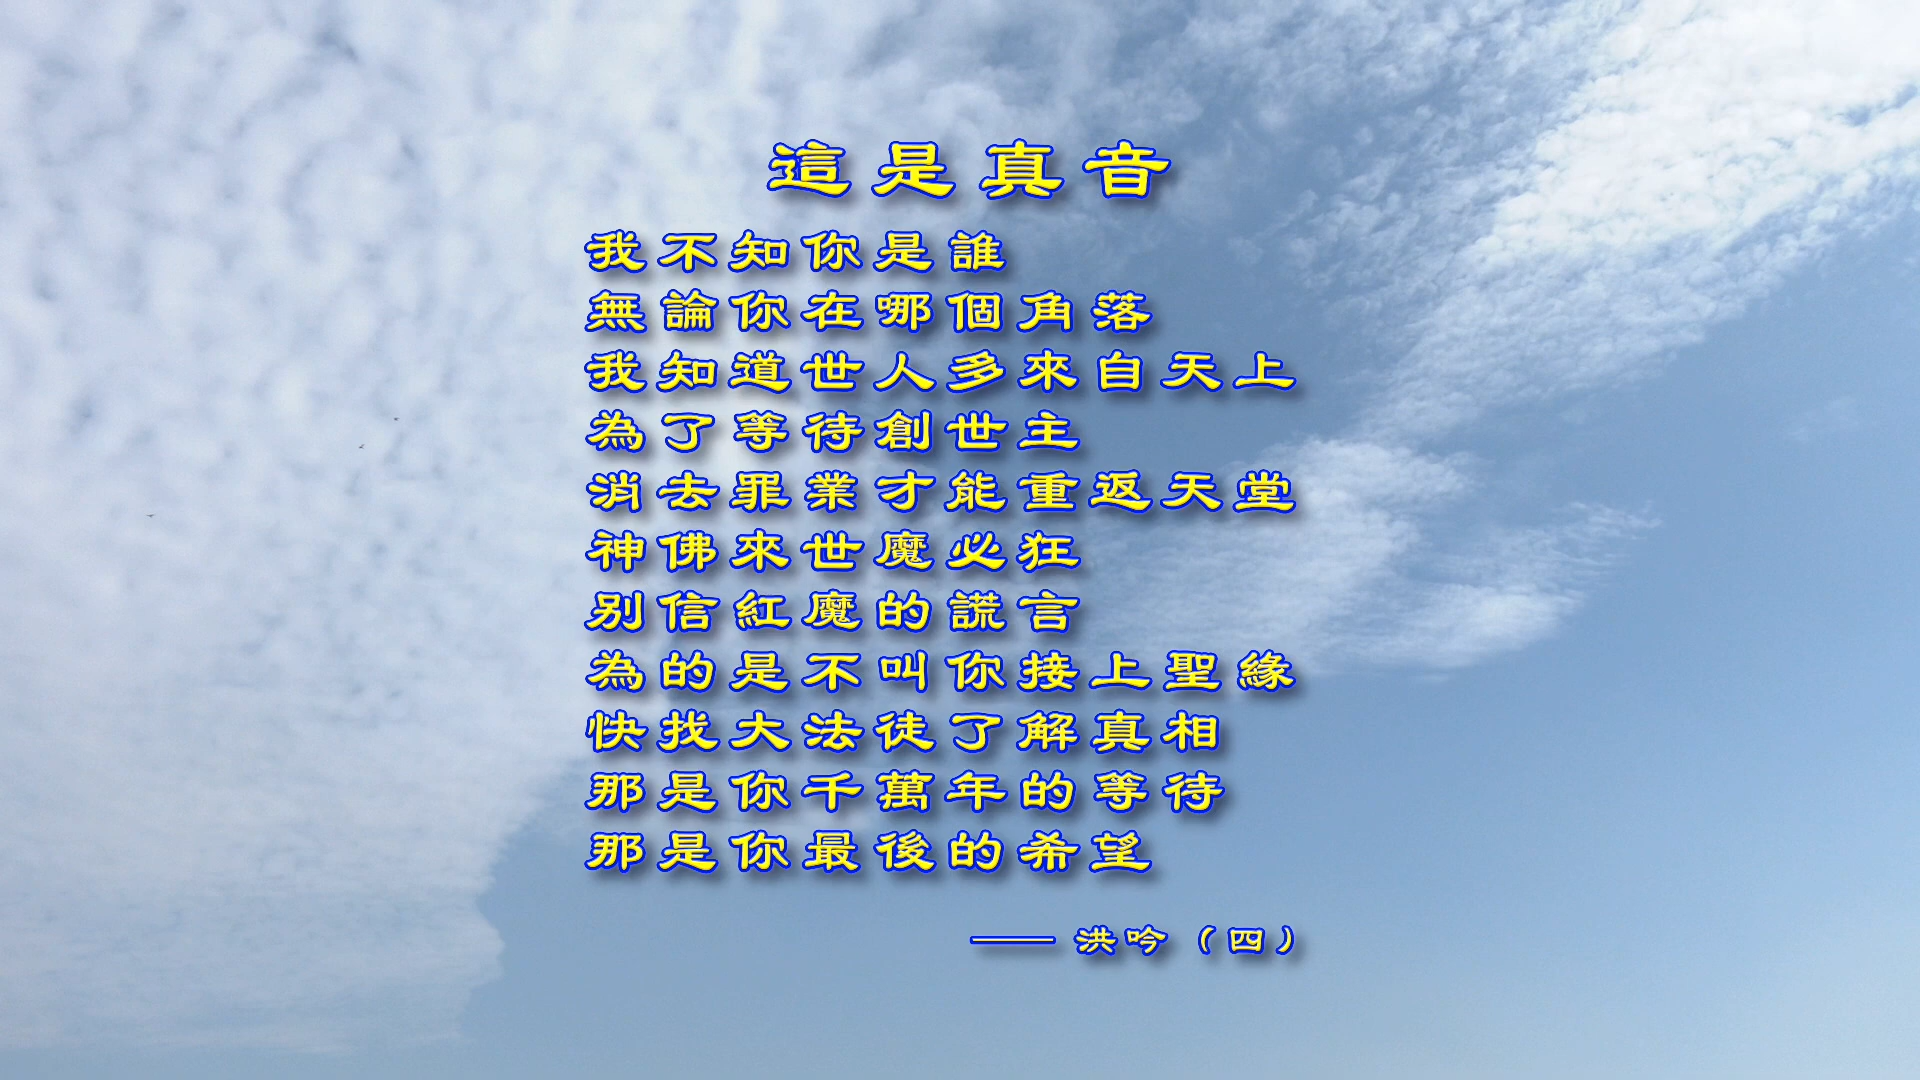 這是真音
我不知你是誰
無論你在哪個角落
我知道世人多來自天上
為了等待創世主
消去罪業才能重返天堂
神佛來世魔必狂
别信紅魔的謊言
為的是不叫你接上聖緣
快找大法徒了解真相
那是你千萬年的等待
那是你最後的希望
——洪吟（四）